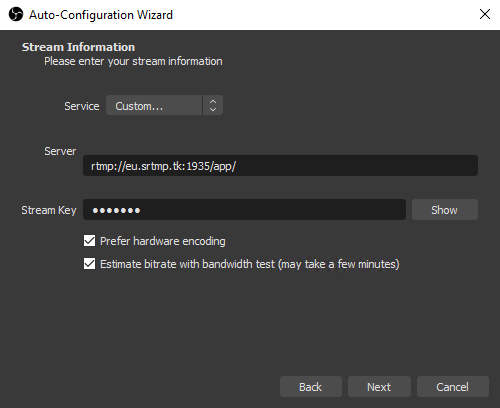 Auto-Configuration Wizard
Stream Information
Please enter your stream information
Service Custom...
Server
rtmp://eu.srtmp.tk:1935/app/
Stream Key ●●●●●●● Show
Prefer hardware encoding
Estimate bitrate with bandwidth test (may take a few minutes)
Back Next Cancel